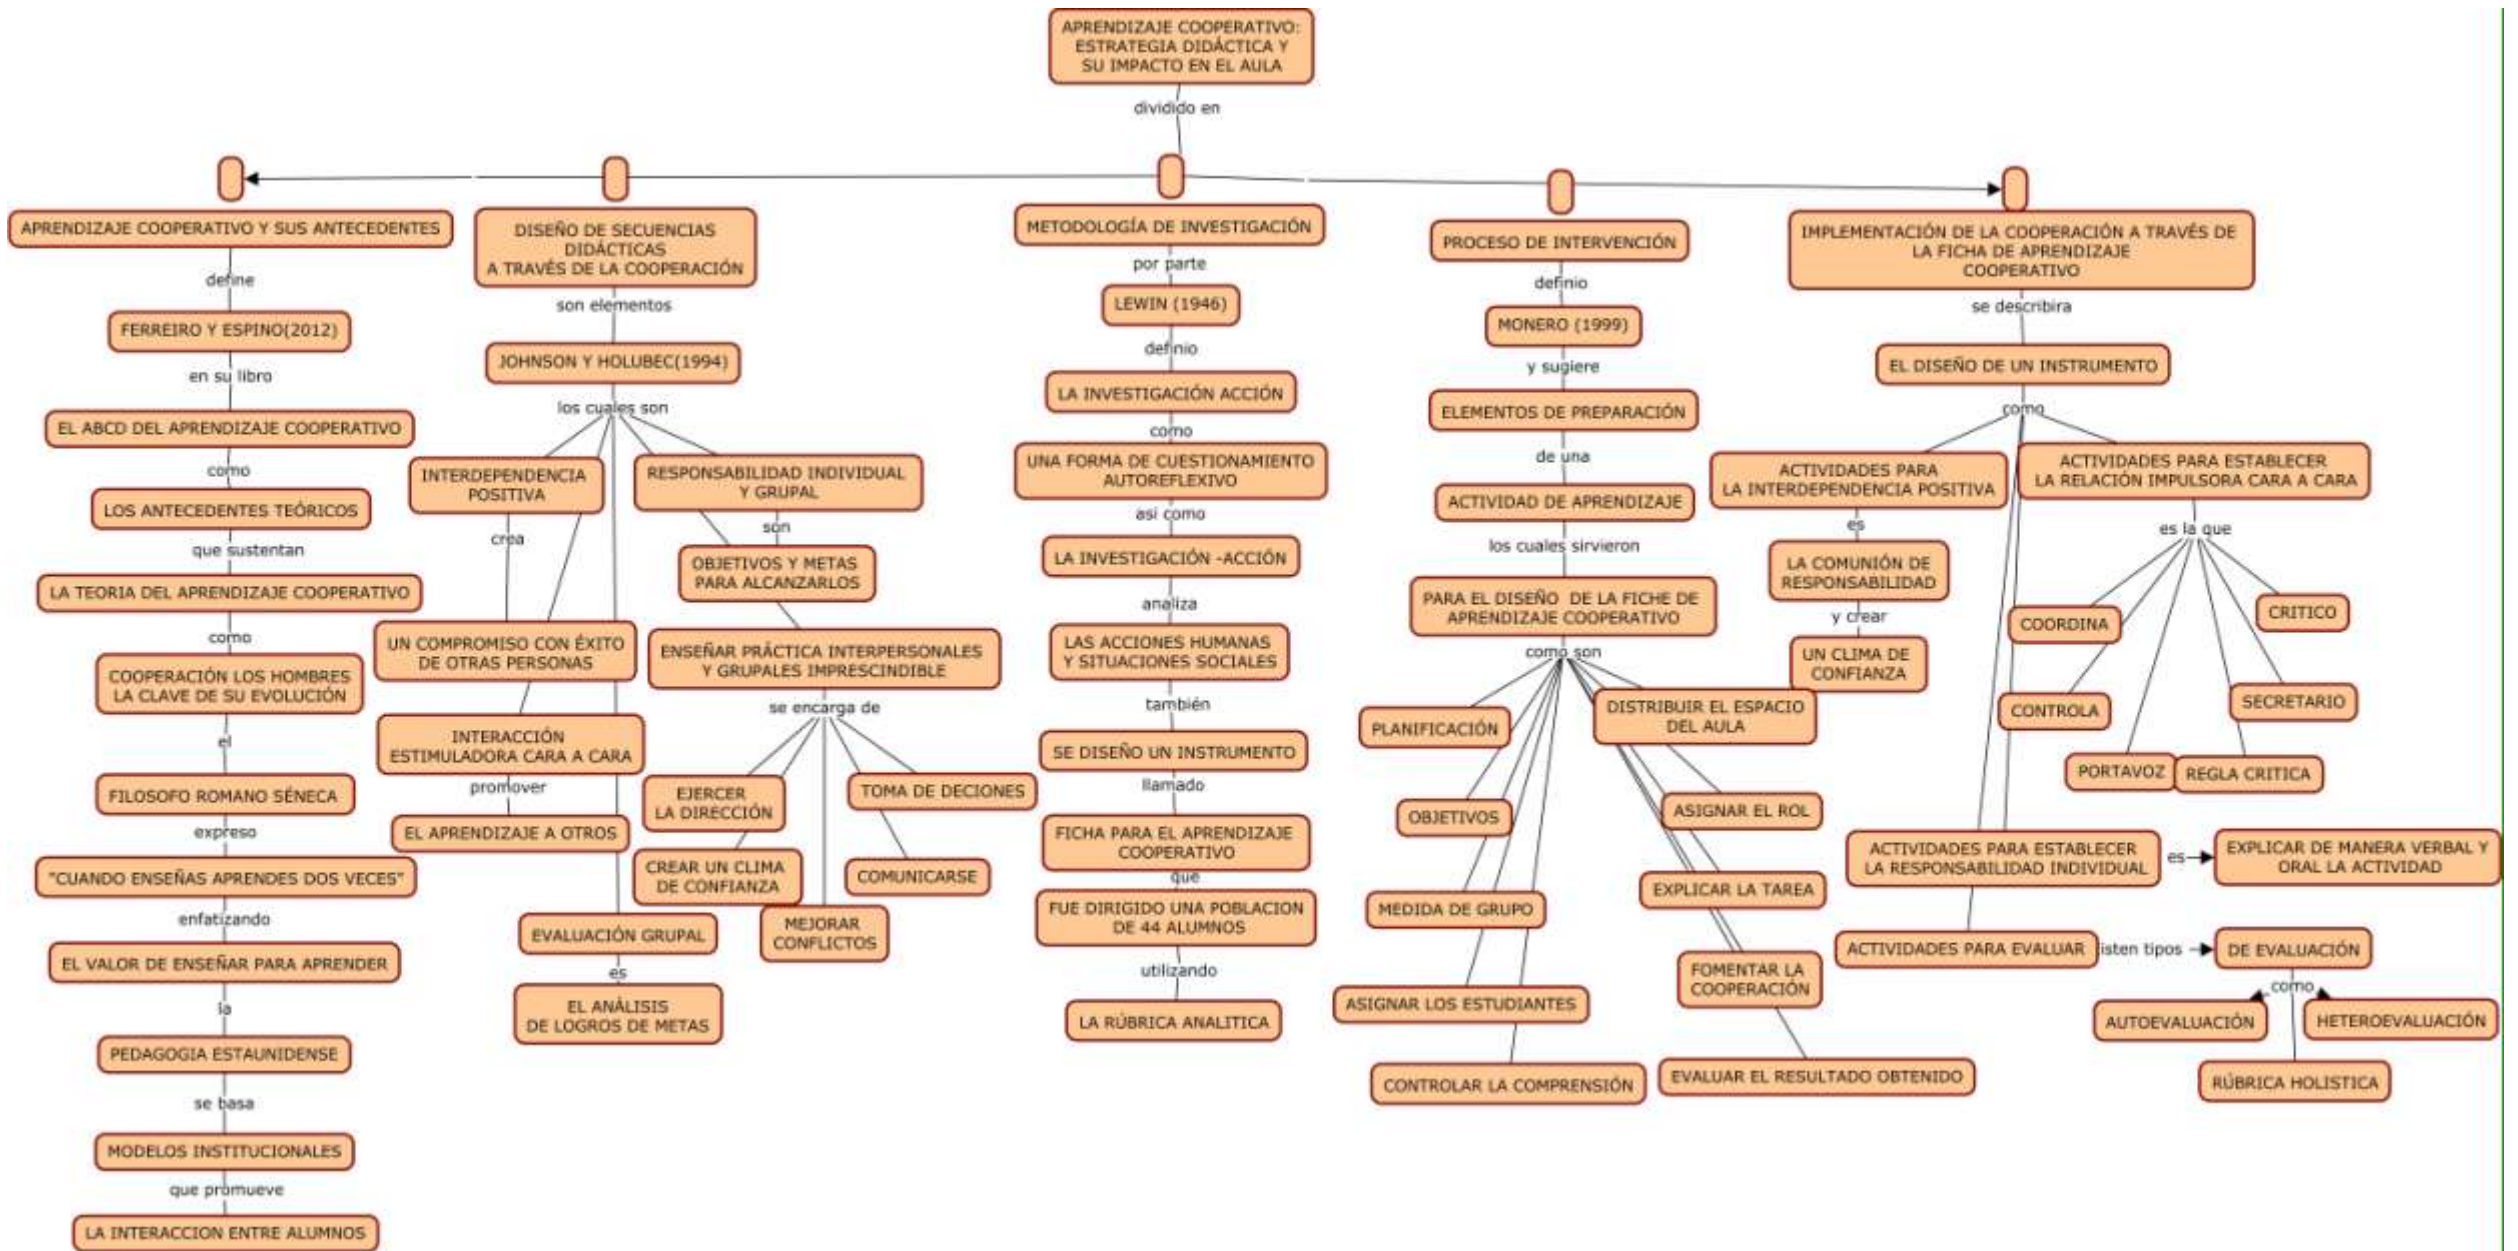 APRENDIZAJE COOPERATIVO:
ESTRATEGIA DIDÁCTICA Y
SU IMPACTO EN EL AULA
dividido en
APRENDIZAJE COOPERATIVO Y SUS ANTECEDENTES
define
FERREIRO Y ESPINO(2012)
en su libro
EL ABCD DEL APRENDIZAJE COOPERATIVO
como
LOS ANTECEDENTES TEÓRICOS
que sustentan
LA TEORIA DEL APRENDIZAJE COOPERATIVO
como
COOPERACIÓN LOS HOMBRES
LA CLAVE DE SU EVOLUCIÓN
el
FILOSOFO ROMANO SÉNECA
expreso
"CUANDO ENSEÑAS APRENDES DOS VECES"
enfatizando
EL VALOR DE ENSEÑAR PARA APRENDER
la
PEDAGOGIA ESTAUNIDENSE
se basa
MODELOS INSTITUCIONALES
que promueve
LA INTERACCION ENTRE ALUMNOS
DISEÑO DE SECUENCIAS
DIDÁCTICAS
A TRAVÉS DE LA COOPERACIÓN
son elementos
JOHNSON Y HOLUBEC(1994)
los cuales son
INTERDEPENDENCIA
POSITIVA
crea
UN COMPROMISO CON ÉXITO
DE OTRAS PERSONAS
INTERACCIÓN
ESTIMULADORA CARA A CARA
promover
EL APRENDIZAJE A OTROS
EVALUACIÓN GRUPAL
es
EL ANÁLISIS
DE LOGROS DE METAS
RESPONSABILIDAD INDIVIDUAL
Y GRUPAL
son
OBJETIVOS Y METAS
PARA ALCANZARLOS
ENSEÑAR PRÁCTICA INTERPERSONALES
Y GRUPALES IMPRESCINDIBLE
se encarga de
EJERCER
LA DIRECCIÓN
CREAR UN CLIMA
DE CONFIANZA
MEJORAR
CONFLICTOS
TOMA DE DECIONES
COMUNICARSE
METODOLOGÍA DE INVESTIGACIÓN
por parte
LEWIN (1946)
definio
LA INVESTIGACIÓN ACCIÓN
como
UNA FORMA DE CUESTIONAMIENTO
AUTOREFLEXIVO
asi como
LA INVESTIGACIÓN -ACCIÓN
analiza
LAS ACCIONES HUMANAS
Y SITUACIONES SOCIALES
también
SE DISEÑO UN INSTRUMENTO
llamado
FICHA PARA EL APRENDIZAJE
COOPERATIVO
que
FUE DIRIGIDO UNA POBLACION
DE 44 ALUMNOS
utilizando
LA RÚBRICA ANALITICA
PROCESO DE INTERVENCIÓN
definio
MONERO (1999)
y sugiere
ELEMENTOS DE PREPARACIÓN
de una
ACTIVIDAD DE APRENDIZAJE
los cuales sirvieron
PARA EL DISEÑO DE LA FICHE DE
APRENDIZAJE COOPERATIVO
como son
PLANIFICACIÓN
OBJETIVOS
MEDIDA DE GRUPO
ASIGNAR LOS ESTUDIANTES
CONTROLAR LA COMPRENSIÓN
DISTRIBUIR EL ESPACIO
DEL AULA
ASIGNAR EL ROL
EXPLICAR LA TAREA
FOMENTAR LA
COOPERACIÓN
EVALUAR EL RESULTADO OBTENIDO
IMPLEMENTACIÓN DE LA COOPERACIÓN A TRAVÉS DE
LA FICHA DE APRENDIZAJE
COOPERATIVO
se describira
EL DISEÑO DE UN INSTRUMENTO
como
ACTIVIDADES PARA
LA INTERDEPENDENCIA POSITIVA
es
LA COMUNIÓN DE
RESPONSABILIDAD
y crear
UN CLIMA DE
CONFIANZA
ACTIVIDADES PARA ESTABLECER
LA RELACIÓN IMPULSORA CARA A CARA
es la que
COORDINA
CONTROLA
PORTAVOZ
REGLA CRITICA
SECRETARIO
CRITICO
ACTIVIDADES PARA ESTABLECER
LA RESPONSABILIDAD INDIVIDUAL
es
EXPLICAR DE MANERA VERBAL Y
ORAL LA ACTIVIDAD
ACTIVIDADES PARA EVALUAR
isten tipos
DE EVALUACIÓN
como
AUTOEVALUACIÓN
HETEROEVALUACIÓN
RÚBRICA HOLISTICA